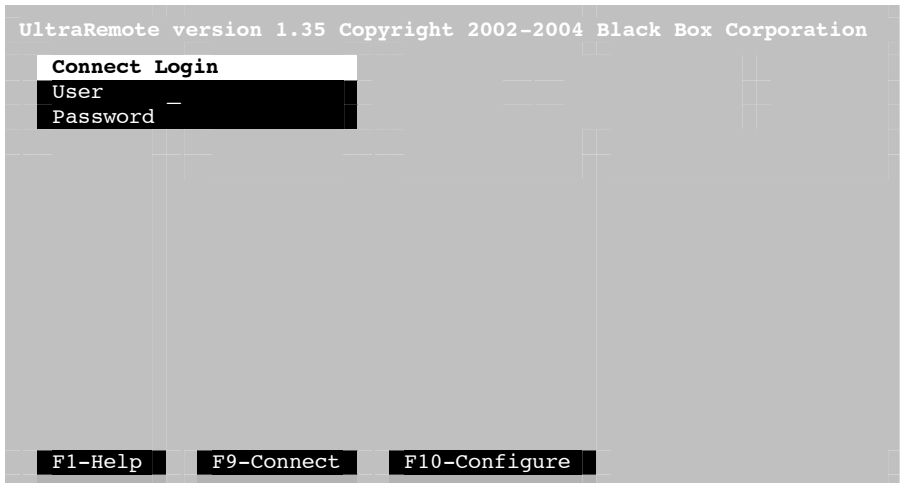 UltraRemote version 1.35 Copyright 2002-2004 Black Box Corporation
Connect Login
User _
Password
F1-Help F9-Connect F10-Configure